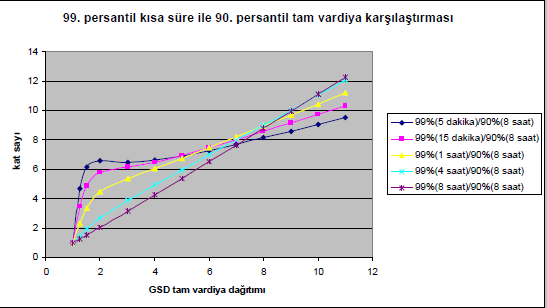 99. persantil kısa süre ile 90. persantil tam vardiya karşılaştırması
14
12
10
8
6
4
2
0
kat sayı
0 2 4 6 8 10 12
GSD tam vardiya dağıtımı
99%(5 dakika)/90%(8 saat)
99%(15 dakika)/90%(8 saat)
99%(1 saat)/90%(8 saat)
99%(4 saat)/90%(8 saat)
99%(8 saat)/90%(8 saat)